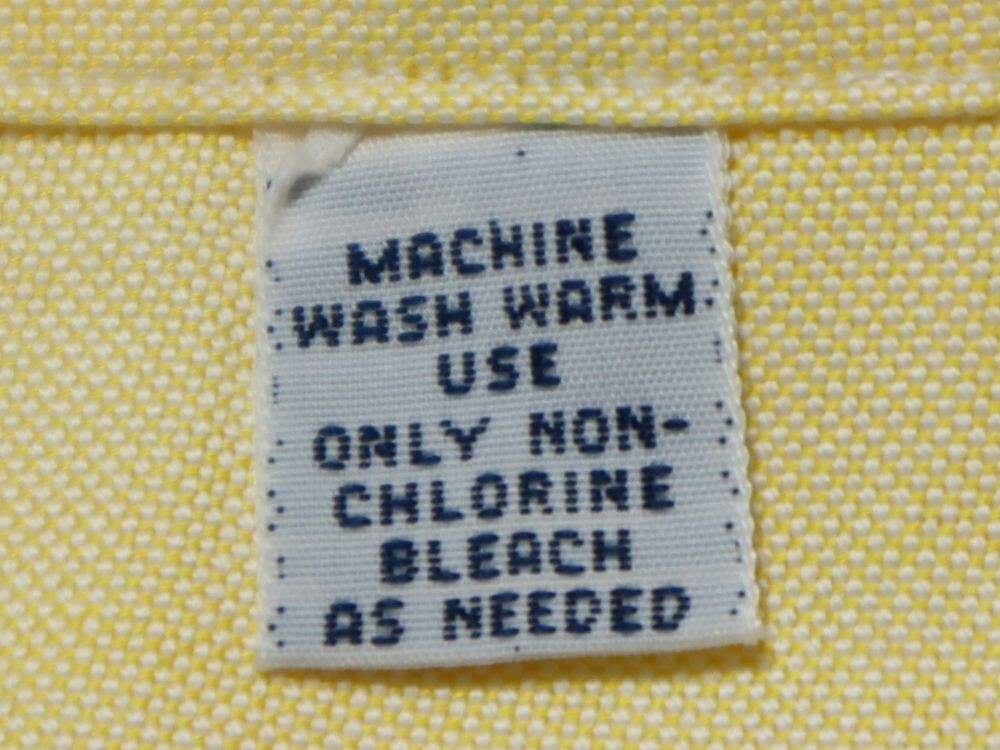 MACHINE
WASH WARM
USE
ONLY NON-
CHLORINE
BLEACH
AS NEEDED